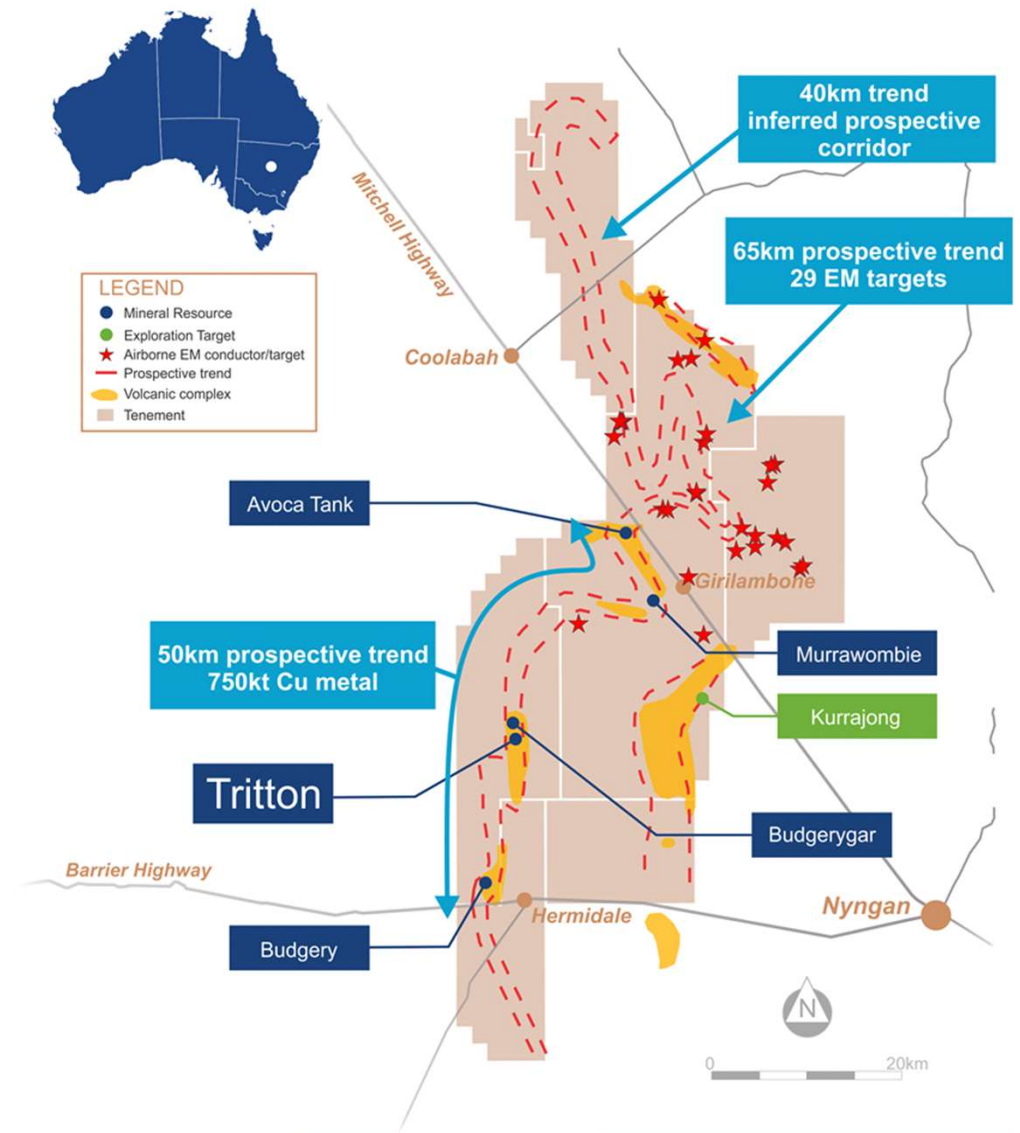 40km trend
inferred prospective
corridor
Mitchell Highway
65km prospective trend
29 EM targets
LEGEND
Mineral Resource
Exploration Target
Airborne EM conductor/target
Prospective trend
Volcanic complex
Tenement
Coolabah
Avoca Tank
Girilambone
50km prospective trend
750kt Cu metal
Murrawombie
Kurrajong
Tritton
Budgerygar
Barrier Highway
Nyngan
Hermidale
Budgery
N
0
20km